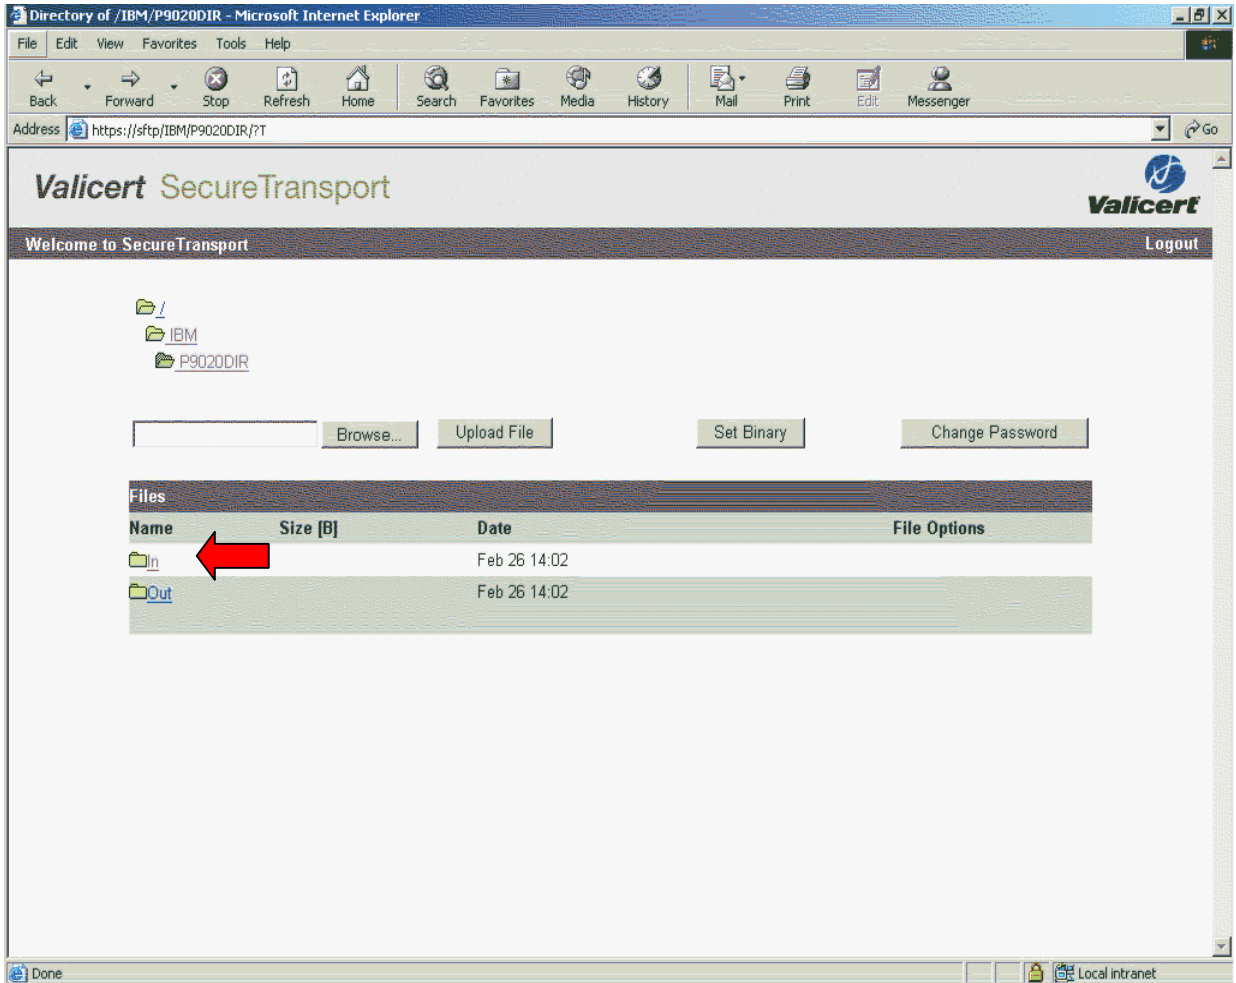 Directory of /IBM/P9020DIR - Microsoft Internet Explorer
File Edit View Favorites Tools Help
Back Forward Stop Refresh Home Search Favorites Media History Mail Print Edit Messenger
Address https://sftp/IBM/P9020DIR/?T Go
Valicert SecureTransport
Valicert
Welcome to SecureTransport Logout
/
IBM
P9020DIR
Browse... Upload File Set Binary Change Password
Files
Name Size [B] Date File Options
In Feb 26 14:02
Out Feb 26 14:02
Done Local intranet